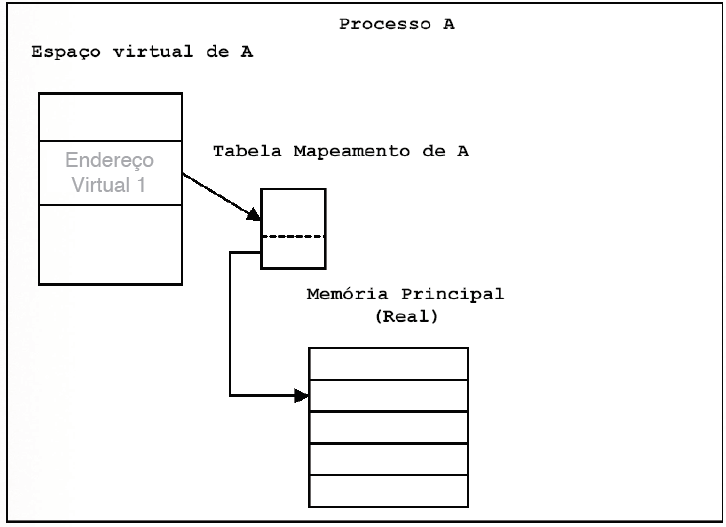 Processo A
Espaço virtual de A
Endereço
Virtual 1
Tabela Mapeamento de A
Memória Principal
(Real)